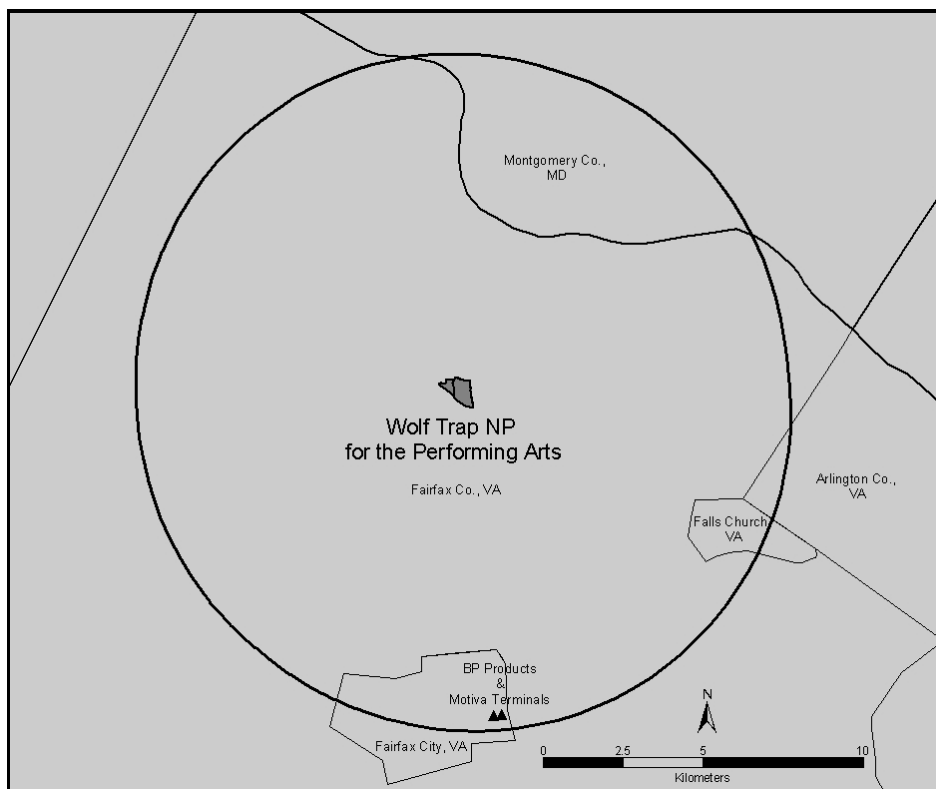 Montgomery Co.,
MD
Wolf Trap NP
for the Performing Arts
Fairfax Co., VA
Arlington Co.,
VA
Falls Church
VA
BP Products
&
Motiva Terminals
Fairfax City, VA
N
0 2.5 5 10
Kilometers